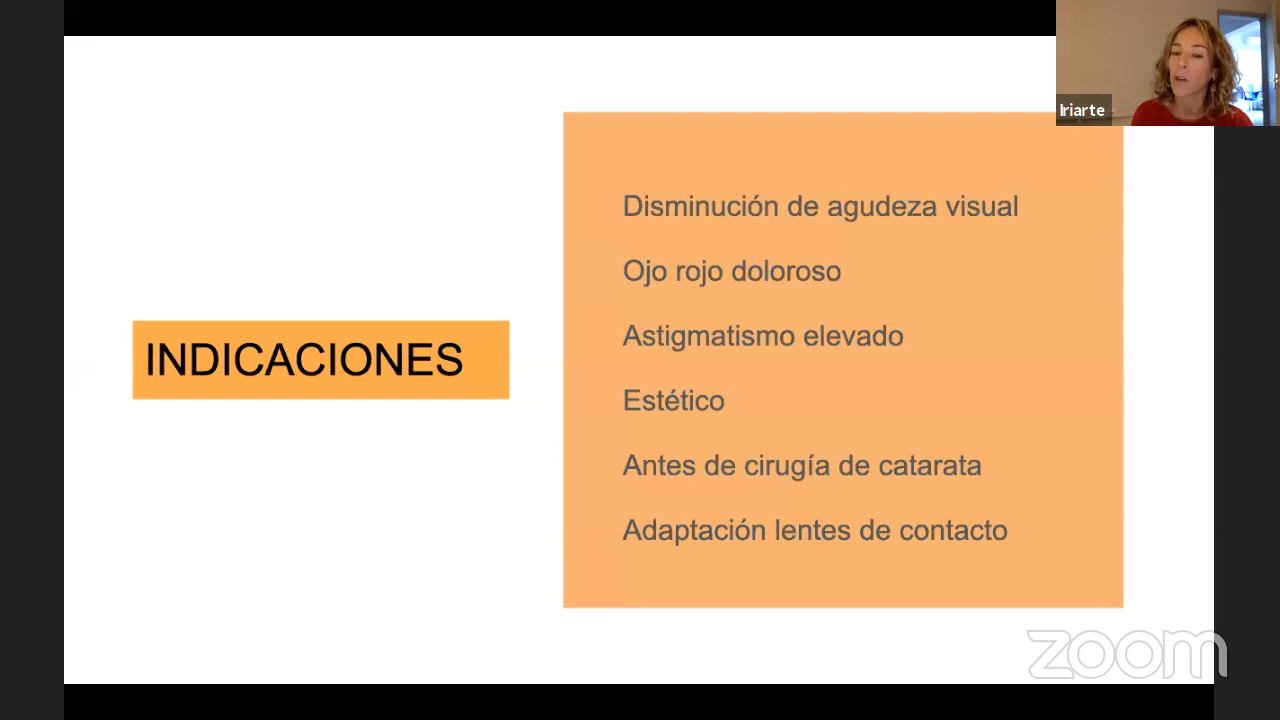 Iriarte
Disminución de agudeza visual
Ojo rojo doloroso
Astigmatismo elevado
INDICACIONES
Estético
Antes de cirugía de catarata
Adaptación lentes de contacto
zoom